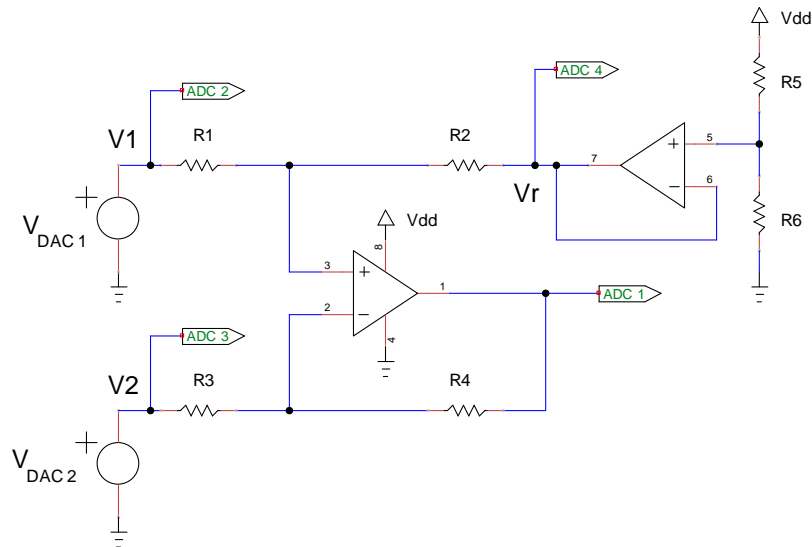 Vdd
ADC 4
R5
ADC 2
V1
R1
R2
5
+
7
6
−
Vr
R6
+
V DAC 1
Vdd
8
3
+
1
ADC 1
2
−
4
ADC 3
V2
R3
R4
+
V DAC 2